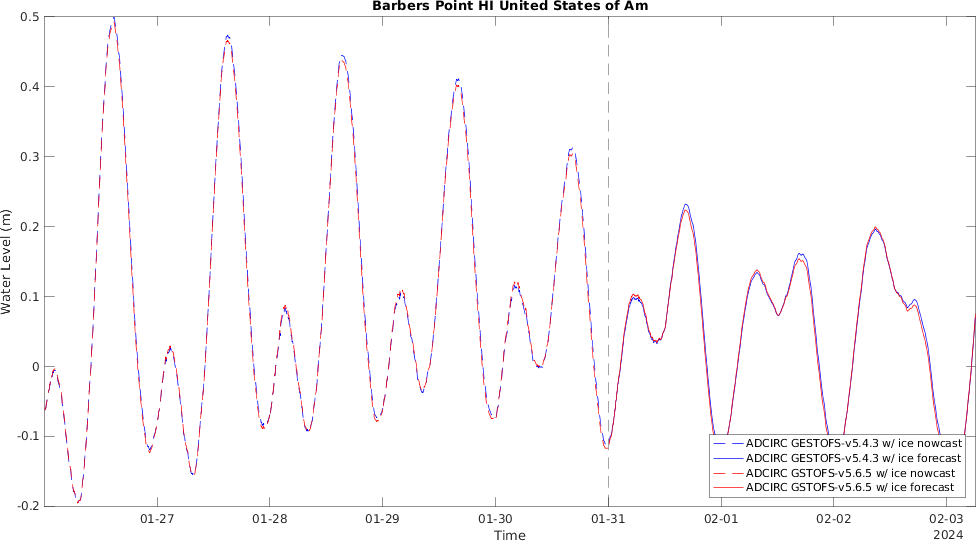 Barbers Point HI United States of Am
0.5
0.4
0.3
0.2
0.1
0
-0.1
-0.2
Water Level (m)
01-27 01-28 01-29 01-30 01-31 02-01 02-02 02-03
Time
2024
ADCIRC GESTOFS-v5.4.3 w/ ice nowcast
ADCIRC GESTOFS-v5.4.3 w/ ice forecast
ADCIRC GSTOFS-v5.6.5 w/ ice nowcast
ADCIRC GSTOFS-v5.6.5 w/ ice forecast